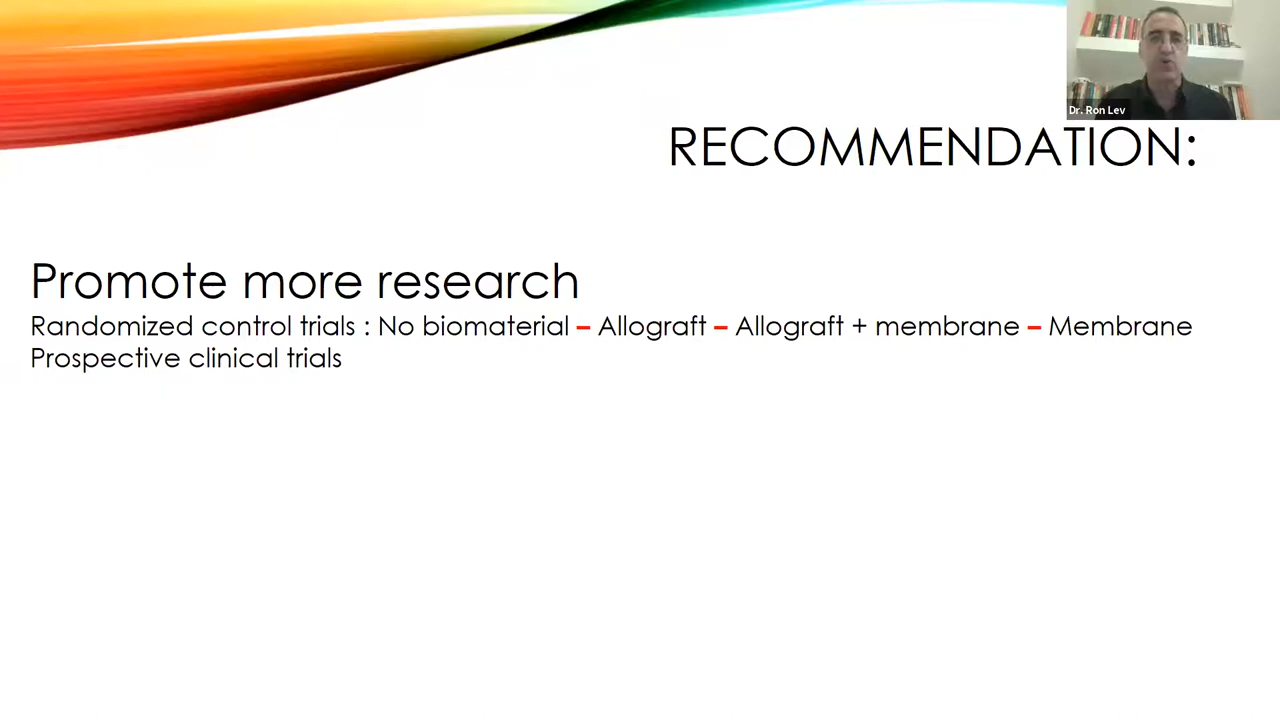 Dr. Ron Lev
RECOMMENDATION:
Promote more research
Randomized control trials : No biomaterial – Allograft – Allograft + membrane – Membrane
Prospective clinical trials